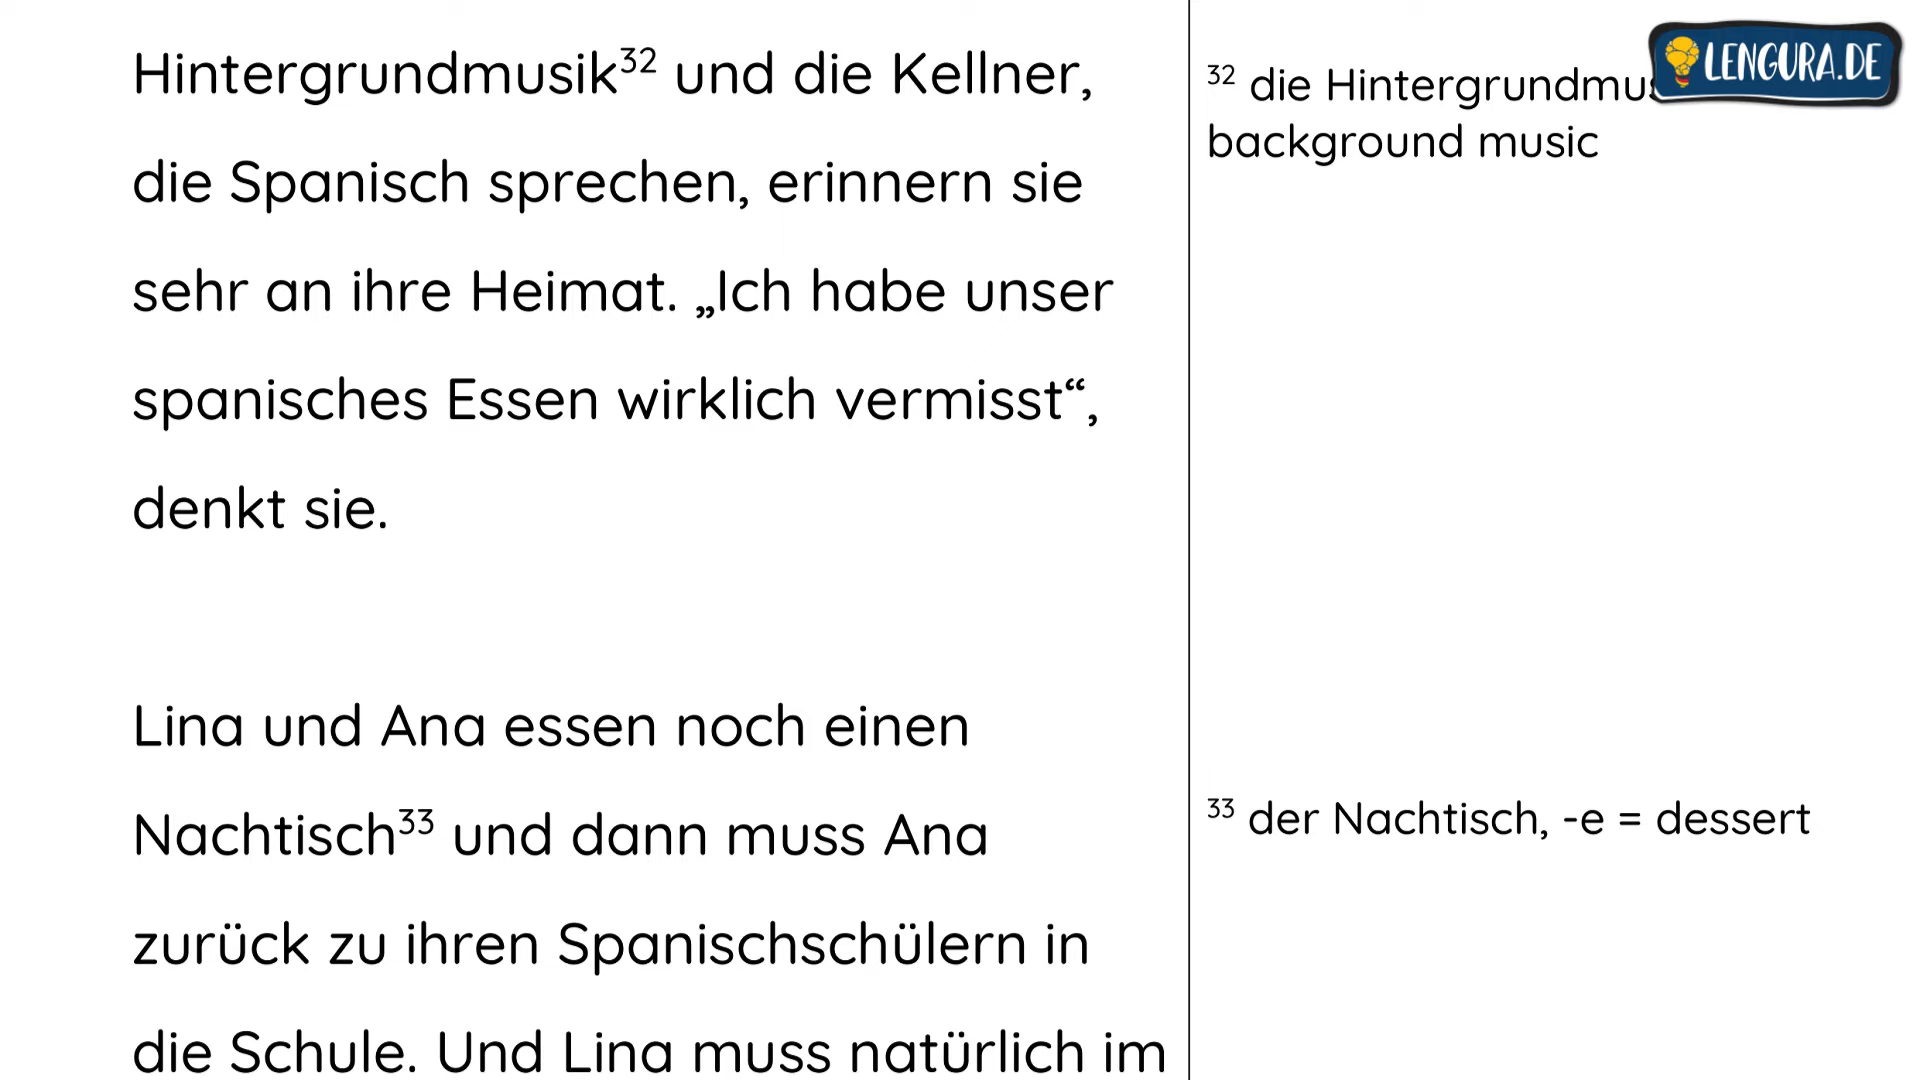 Hintergrundmusik³² und die Kellner,
die Spanisch sprechen, erinnern sie
sehr an ihre Heimat. „Ich habe unser
spanisches Essen wirklich vermisst“,
denkt sie.
Lina und Ana essen noch einen
Nachtisch³³ und dann muss Ana
zurück zu ihren Spanischschülern in
die Schule. Und Lina muss natürlich im
LENGURA.DE
³² die
background music
³³ der Nachtisch, -e = dessert